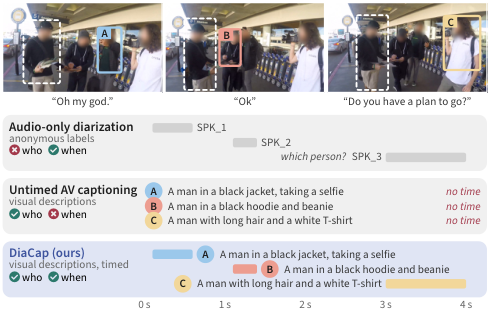 A
B
C
“Oh my god.”
“Ok”
“Do you have a plan to go?”
Audio-only diarization
anonymous labels
who when
SPK_1
SPK_2
which person? SPK_3
Untimed AV captioning
visual descriptions
who when
A A man in a black jacket, taking a selfie no time
B A man in a black hoodie and beanie no time
C A man with long hair and a white T-shirt no time
DiaCap (ours)
visual descriptions, timed
who when
A A man in a black jacket, taking a selfie
B A man in a black hoodie and beanie
C A man with long hair and a white T-shirt
0 s 1 s 2 s 3 s 4 s